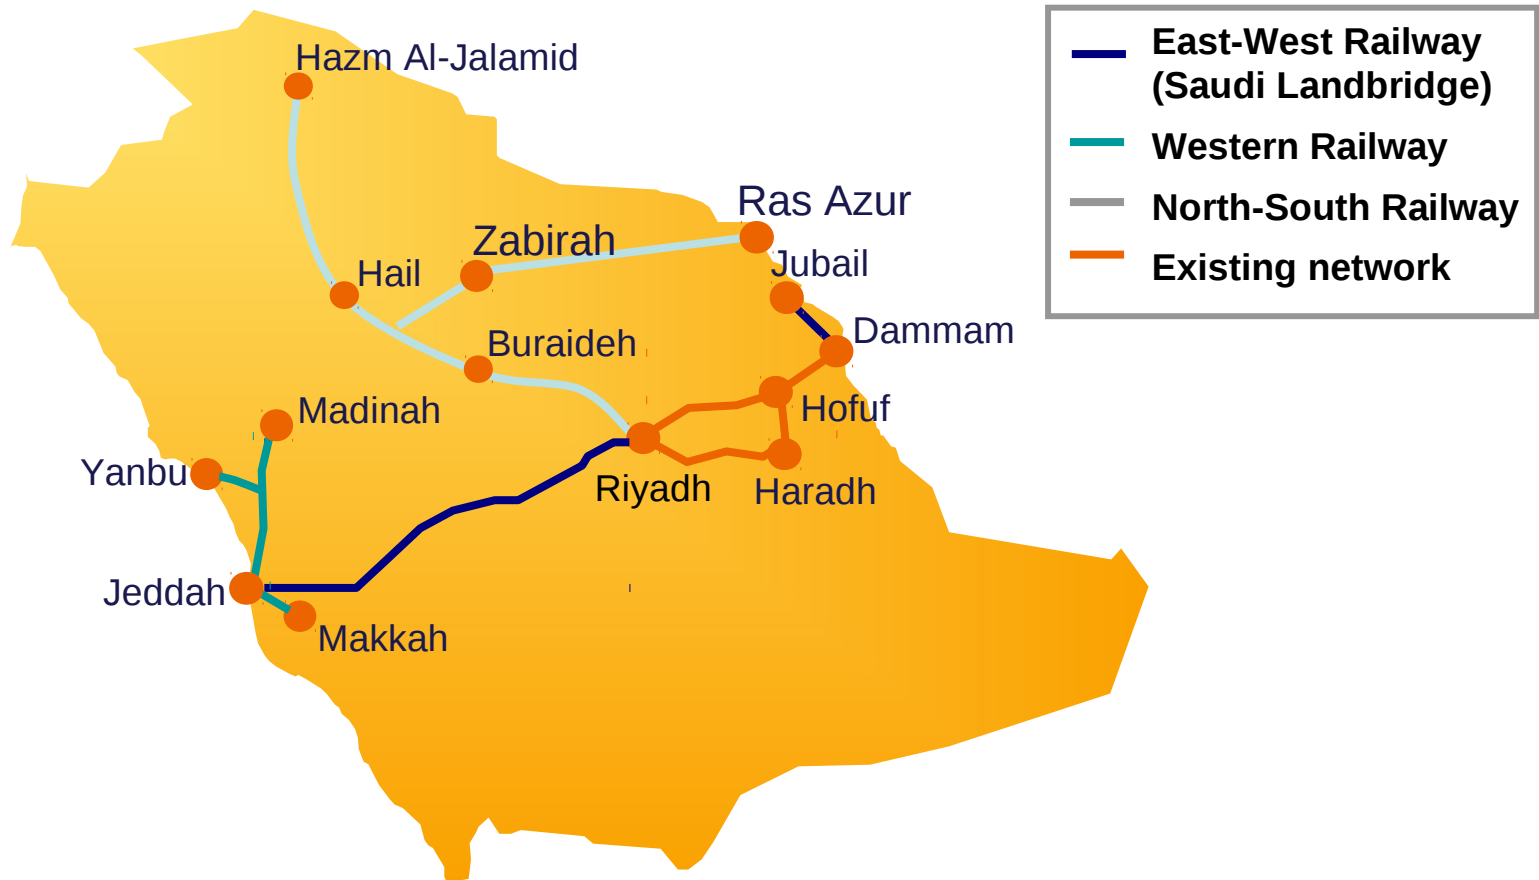 Hazm Al-Jalamid
Ras Azur
Zabirah
Jubail
Hail
Dammam
Buraideh
Madinah
Hofuf
Yanbu
Riyadh
Haradh
Jeddah
Makkah
East-West Railway
(Saudi Landbridge)
Western Railway
North-South Railway
Existing network